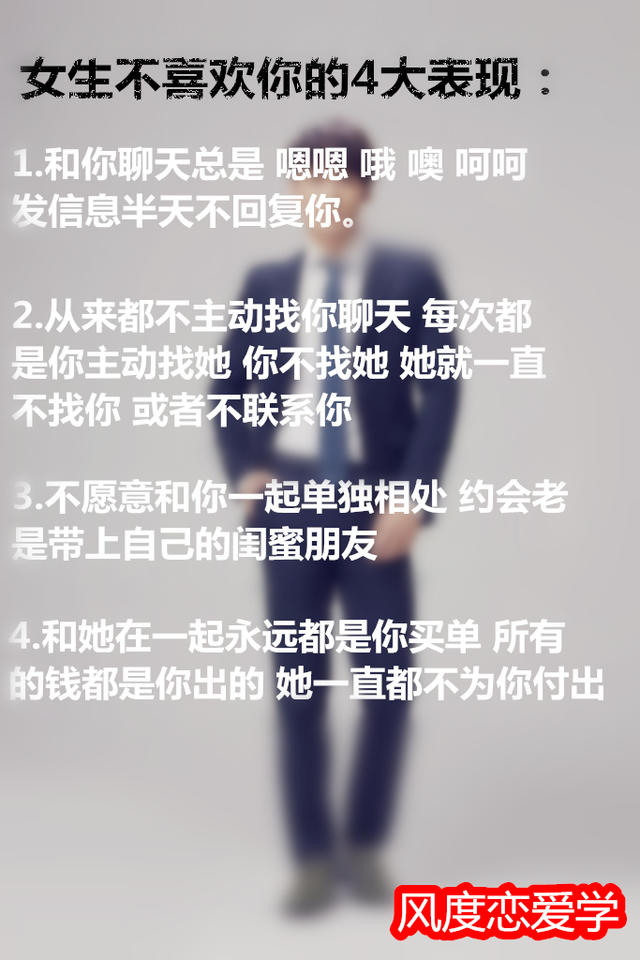 女生不喜欢你的4大表现：
1.和你聊天总是 嗯嗯 哦 噢 呵呵
发信息半天不回复你。
2.从来都不主动找你聊天 每次都
是你主动找她 你不找她 她就一直
不找你 或者不联系你
3.不愿意和你一起单独相处 约会老
是带上自己的闺蜜朋友
4.和她在一起永远都是你买单 所有
的钱都是你出的 她一直都不为你付出
风度恋爱学